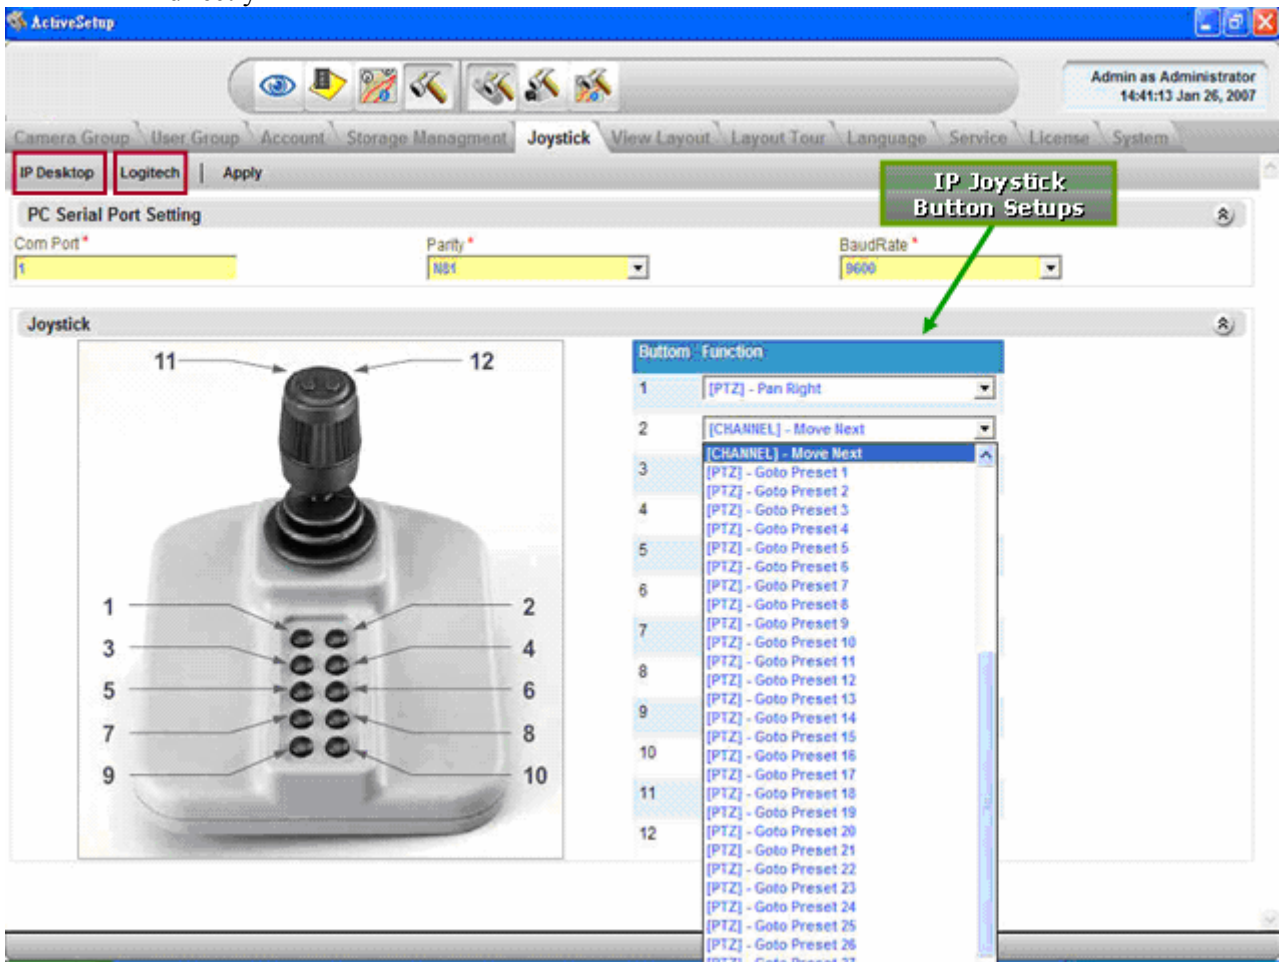 ActiveSetup
Admin as Administrator
14:41:13 Jan 26, 2007
Camera Group User Group Account Storage Managment Joystick View Layout Layout Tour Language Service License System
IP Desktop Logitech | Apply
IP Joystick
Button Setups
PC Serial Port Setting
Com Port * Parity * BaudRate *
1 N81 9600
Joystick
11 12
1 2
3 4
5 6
7 8
9 10
Buttom Function
1 [PTZ] - Pan Right
2 [CHANNEL] - Move Next
3
4
5
6
7
8
9
10
11
12
[CHANNEL] - Move Next
[PTZ] - Goto Preset 1
[PTZ] - Goto Preset 2
[PTZ] - Goto Preset 3
[PTZ] - Goto Preset 4
[PTZ] - Goto Preset 5
[PTZ] - Goto Preset 6
[PTZ] - Goto Preset 7
[PTZ] - Goto Preset 8
[PTZ] - Goto Preset 9
[PTZ] - Goto Preset 10
[PTZ] - Goto Preset 11
[PTZ] - Goto Preset 12
[PTZ] - Goto Preset 13
[PTZ] - Goto Preset 14
[PTZ] - Goto Preset 15
[PTZ] - Goto Preset 16
[PTZ] - Goto Preset 17
[PTZ] - Goto Preset 18
[PTZ] - Goto Preset 19
[PTZ] - Goto Preset 20
[PTZ] - Goto Preset 21
[PTZ] - Goto Preset 22
[PTZ] - Goto Preset 23
[PTZ] - Goto Preset 24
[PTZ] - Goto Preset 25
[PTZ] - Goto Preset 26